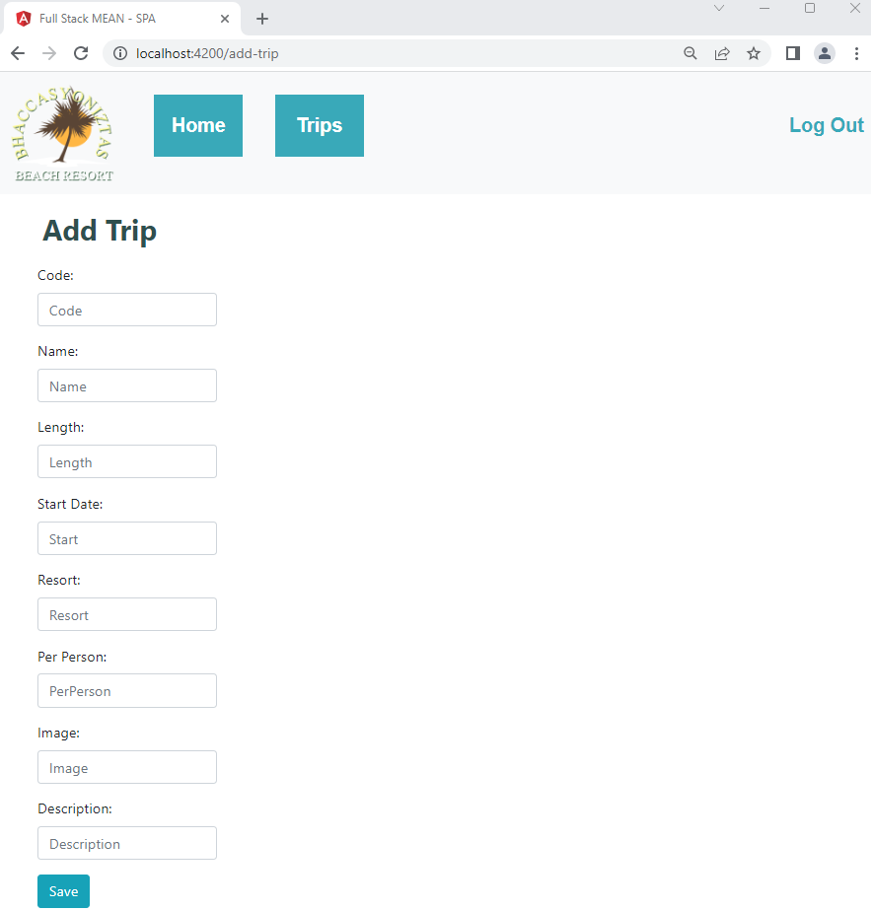 Full Stack MEAN - SPA
localhost:4200/add-trip
BHACCASYONIZTAS
BEACH RESORT
Home
Trips
Log Out
Add Trip
Code:
Code
Name:
Name
Length:
Length
Start Date:
Start
Resort:
Resort
Per Person:
PerPerson
Image:
Image
Description:
Description
Save